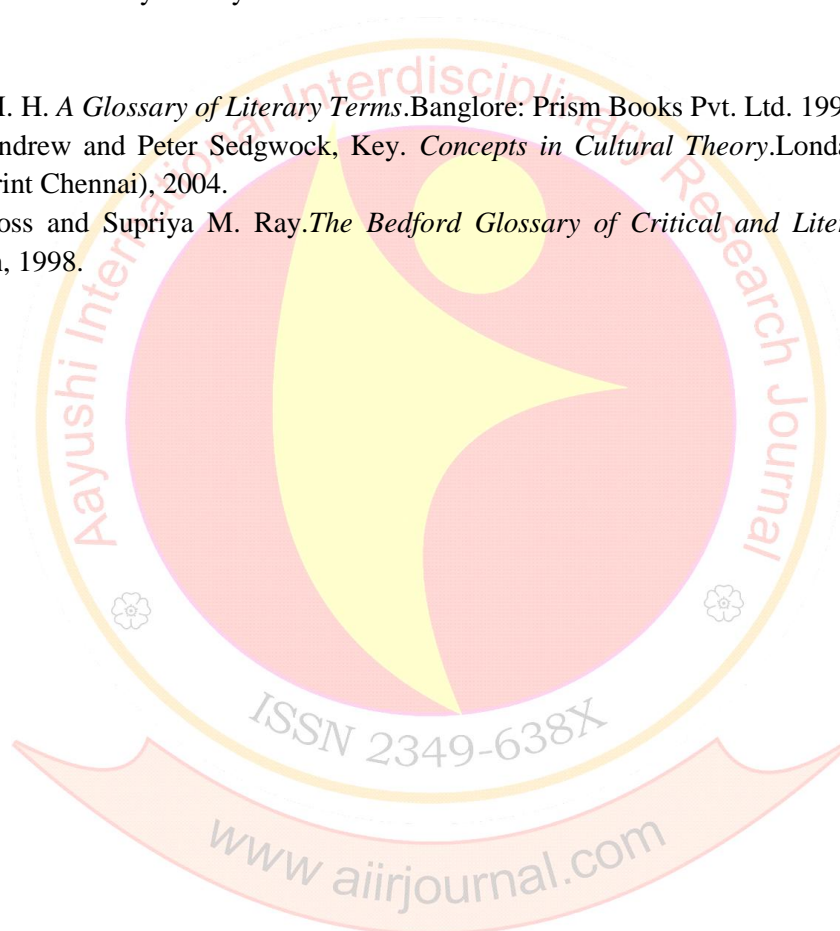 I. H. A Glossary of Literary Terms.Banglore: Prism Books Pvt. Ltd. 199
ndrew and Peter Sedgwock, Key. Concepts in Cultural Theory.Londa
rint Chennai), 2004.
oss and Supriya M. Ray.The Bedford Glossary of Critical and Liter
, 1998.
Aayushi International Interdisciplinary Research Journal
ISSN 2349-638X
www aiirjournal.com